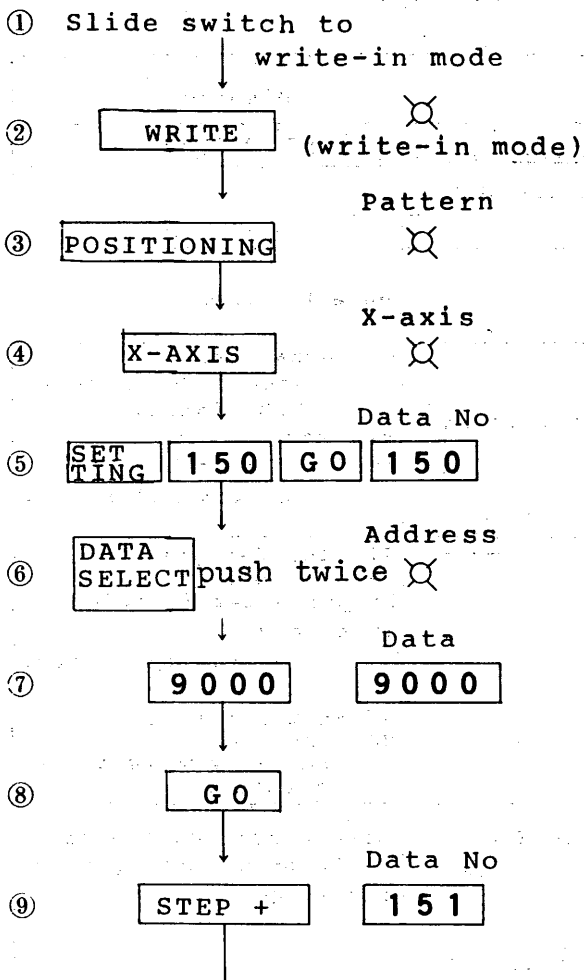 ① Slide switch to
write-in mode
② WRITE (write-in mode)
Pattern
③ POSITIONING
X-axis
④ X-AXIS
Data No
⑤ SET TING 150 GO 150
Address
⑥ DATA SELECT push twice
Data
⑦ 9000 9000
⑧ GO
Data No
⑨ STEP + 151